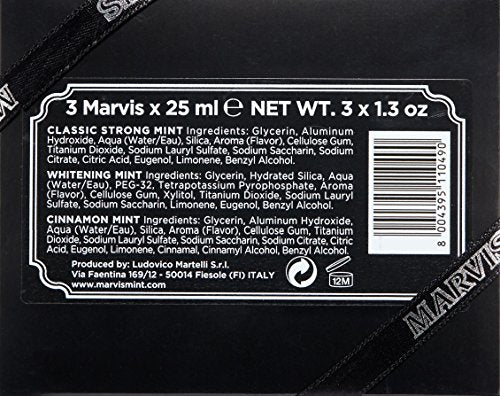 3 Marvis x 25 ml ℮ NET WT. 3 x 1.3 oz
CLASSIC STRONG MINT Ingredients: Glycerin, Aluminum
Hydroxide, Aqua (Water/Eau), Silica, Aroma (Flavor), Cellulose Gum,
Titanium Dioxide, Sodium Lauryl Sulfate, Sodium Saccharin, Sodium
Citrate, Citric Acid, Eugenol, Limonene, Benzyl Alcohol.
WHITENING MINT Ingredients: Glycerin, Hydrated Silica, Aqua
(Water/Eau), PEG-32, Tetrapotassium Pyrophosphate, Aroma
(Flavor), Cellulose Gum, Xylitol, Titanium Dioxide, Sodium Lauryl
Sulfate, Sodium Saccharin, Limonene, Eugenol, Benzyl Alcohol.
CINNAMON MINT Ingredients: Glycerin, Aluminum Hydroxide,
Aqua (Water/Eau), Silica, Aroma (Flavor), Cellulose Gum, Titanium
Dioxide, Sodium Lauryl Sulfate, Sodium Saccharin, Sodium Citrate, Citric
Acid, Eugenol, Limonene, Cinnamal, Cinnamyl Alcohol, Benzyl Alcohol.
Produced by: Ludovico Martelli S.r.l.
Via Faentina 169/12 - 50014 Fiesole (FI) ITALY
www.marvismint.com
12M
8 004395 110490
MARVIS